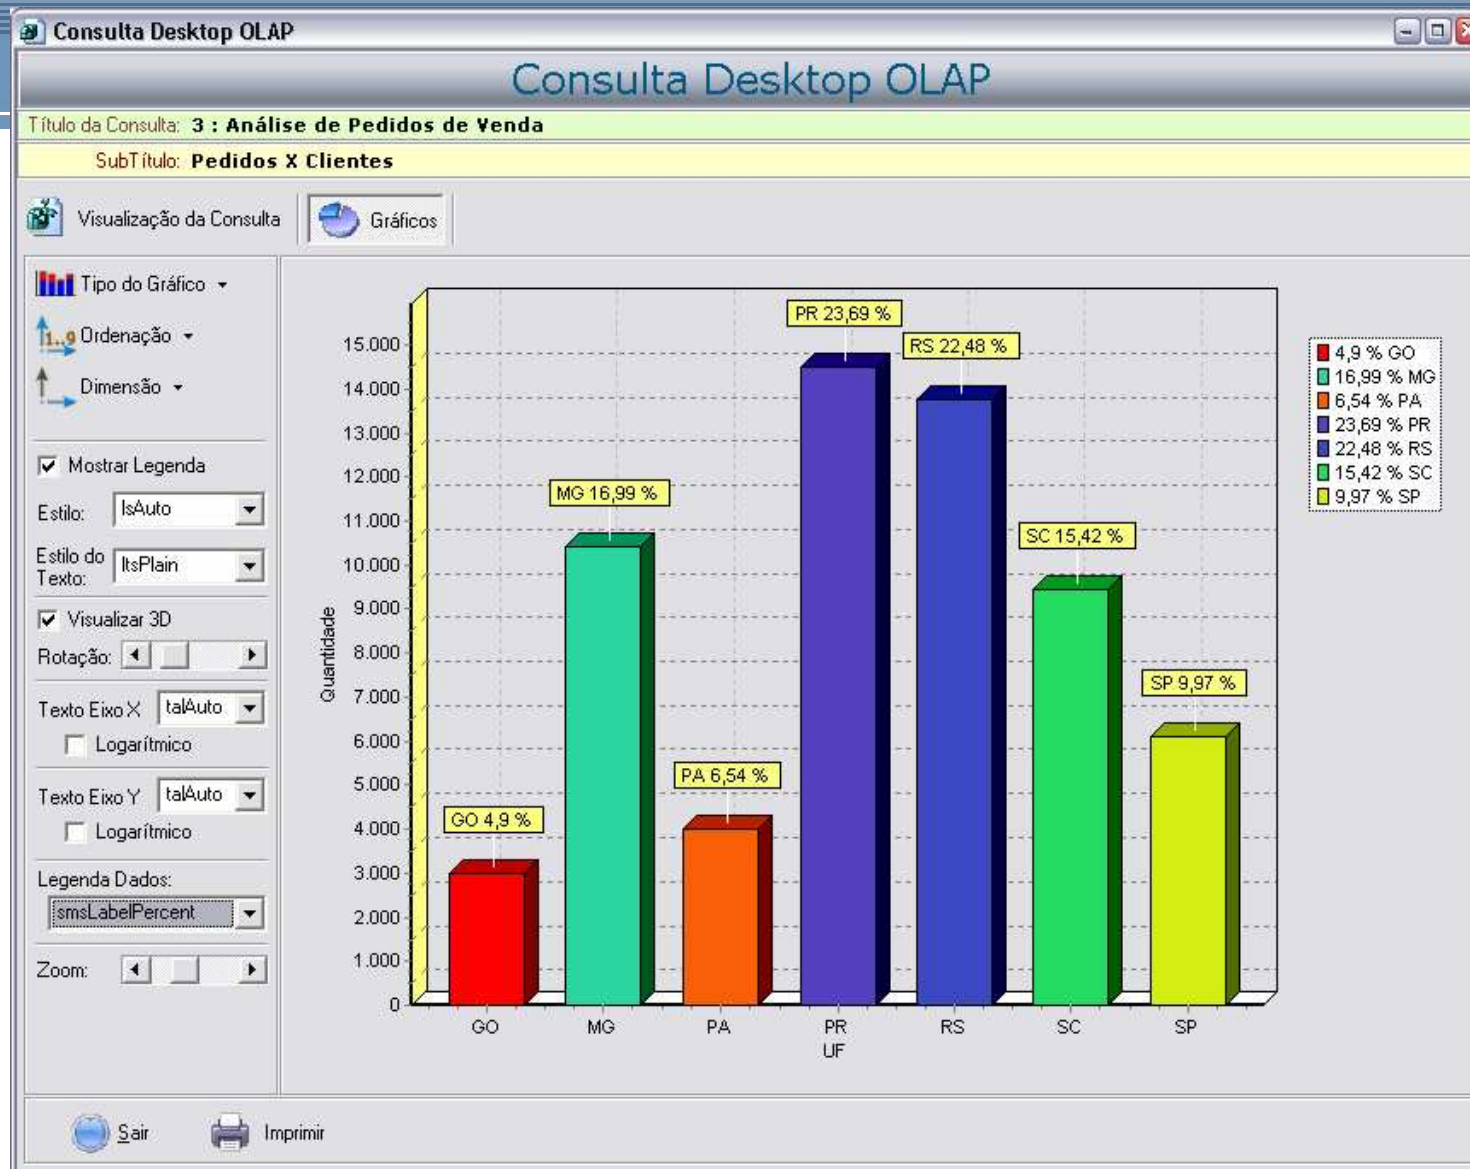 Consulta Desktop OLAP
Consulta Desktop OLAP
Título da Consulta: 3 : Análise de Pedidos de Venda
SubTítulo: Pedidos X Clientes
Visualização da Consulta
Gráficos
Tipo do Gráfico
1..9 Ordenação
Dimensão
Mostrar Legenda
Estilo: lsAuto
Estilo do Texto: ltsPlain
Visualizar 3D
Rotação:
Texto Eixo X talAuto
Logarítmico
Texto Eixo Y talAuto
Logarítmico
Legenda Dados:
smsLabelPercent
Zoom:
Quantidade
15.000
14.000
13.000
12.000
11.000
10.000
9.000
8.000
7.000
6.000
5.000
4.000
3.000
2.000
1.000
0
GO 4,9 %
MG 16,99 %
PA 6,54 %
PR 23,69 %
RS 22,48 %
SC 15,42 %
SP 9,97 %
GO MG PA PR RS SC SP
UF
4,9 % GO
16,99 % MG
6,54 % PA
23,69 % PR
22,48 % RS
15,42 % SC
9,97 % SP
Sair
Imprimir